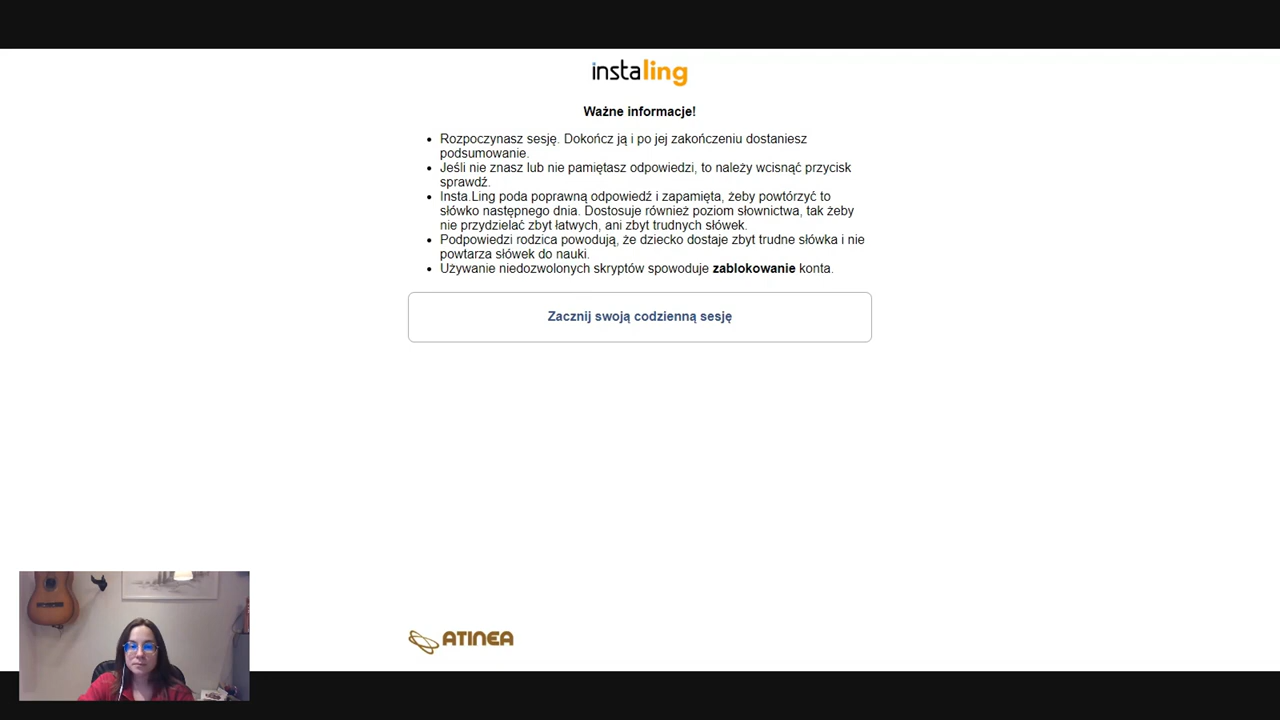 instaling
Ważne informacje!
Rozpoczynasz sesję. Dokończ ją i po jej zakończeniu dostaniesz
podsumowanie.
Jeśli nie znasz lub nie pamiętasz odpowiedzi, to należy wcisnąć przycisk
sprawdź.
Insta.Ling poda poprawną odpowiedź i zapamięta, żeby powtórzyć to
słówko następnego dnia. Dostosuje również poziom słownictwa, tak żeby
nie przydzielać zbyt łatwych, ani zbyt trudnych słówek.
Podpowiedzi rodzica powodują, że dziecko dostaje zbyt trudne słówka i nie
powtarza słówek do nauki.
Używanie niedozwolonych skryptów spowoduje zablokowanie konta.
Zacznij swoją codzienną sesję
ATINEA